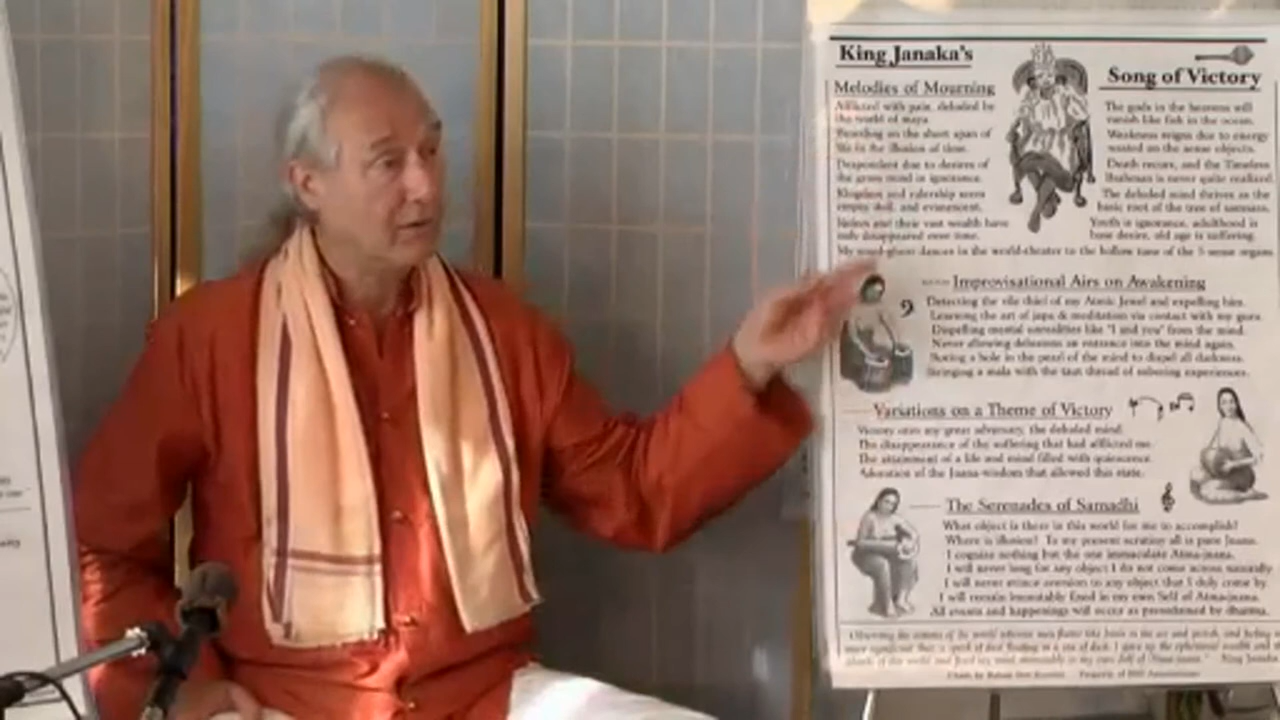 King Janaka's
Song of Victory
Melodies of Mourning
Afflicted with pain, deluded by
the world of maya.
Brooding on the short span of
life in the illusion of time.
Despondent due to desires of
the gross mind in ignorance.
Kingdom and rulership seem
empty, dull, and evanescent.
and their vast wealth have
only disappeared over time.
The gods in the heavens will
vanish like fish in the ocean.
Weakness reigns due to energy
wasted on the sense objects.
Death recurs, and the Timeless
Brahman is never quite realized.
The deluded mind thrives as the
basic root of the tree of samsara.
Youth is ignorance, adulthood is
base desire, old age is suffering.
My mind-ghost dances in the world-theater to the hollow tune of the 5 sense organs
Improvisational Airs on Awakening
Detecting the vile thief of my Atmic Jewel and expelling him.
Learning the art of japa & meditation via contact with my guru.
Dispelling mental unrealities like "I and you" from the mind.
Never allowing delusions an entrance into the mind again.
Boring a hole in the pearl of the mind to dispel all darkness.
Stringing a mala with the taut thread of sobering experiences.
Variations on a Theme of Victory
Victory over my great adversary, the deluded mind.
The disappearance of the suffering that had afflicted me.
The attainment of a life and mind filled with quiescence.
Adoration of the Jnana-wisdom that allowed this state.
The Serenades of Samadhi
What object is there in this world for me to accomplish?
Where is illusion? To my present scrutiny all is pure Jnana.
I cognize nothing but the one immaculate Atma-jnana.
I will never long for any object I do not come across naturally
I will never evince aversion to any object that I duly come by
I will remain immutably fixed in my own Self of Atma-jnana.
All events and happenings will occur as preordained by dharma.